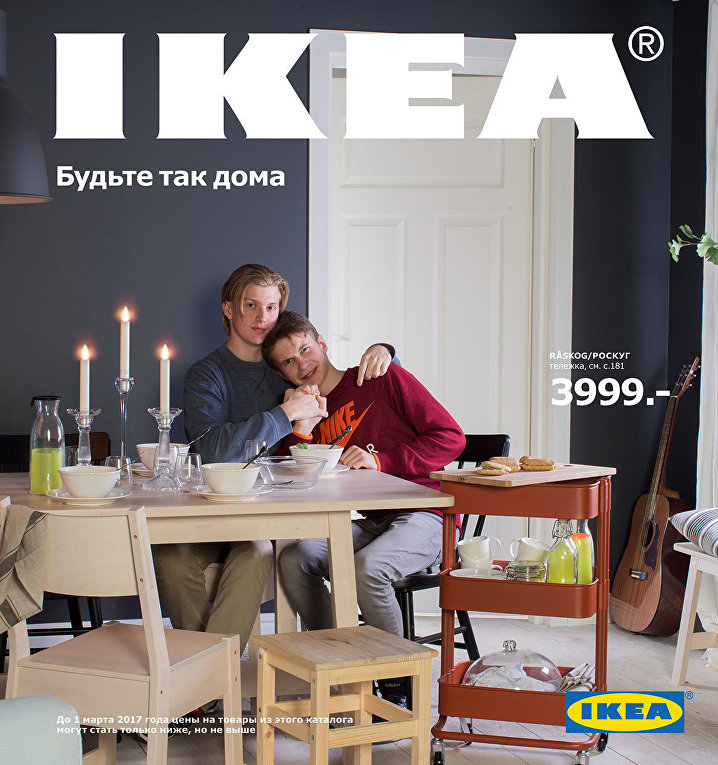 IKEA®
Будьте так дома
RÅSKOG/РОСКУГ
тележка, см. с.181
3999.-
NIKE
До 1 марта 2017 года цены на товары из этого каталога
могут стать только ниже, но не выше
IKEA®